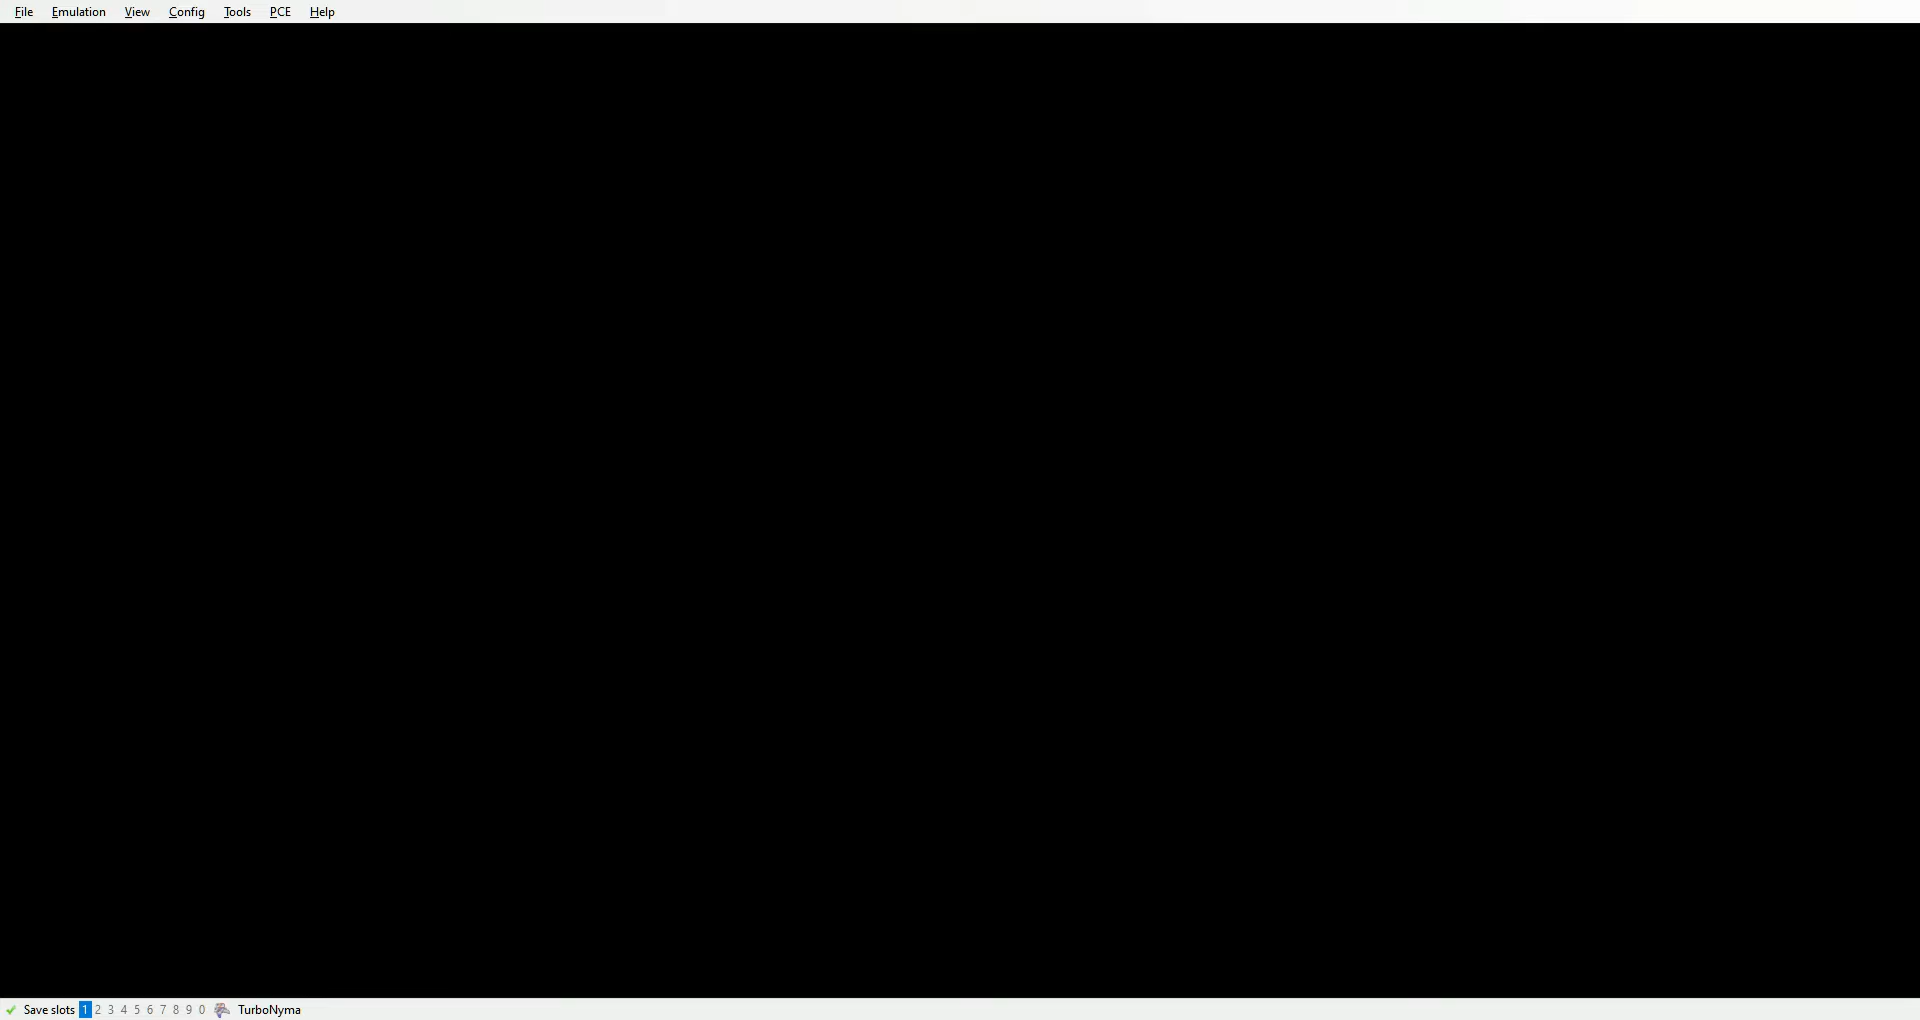 File Emulation View Config Tools PCE Help
Save slots 1 2 3 4 5 6 7 8 9 0 TurboNyma